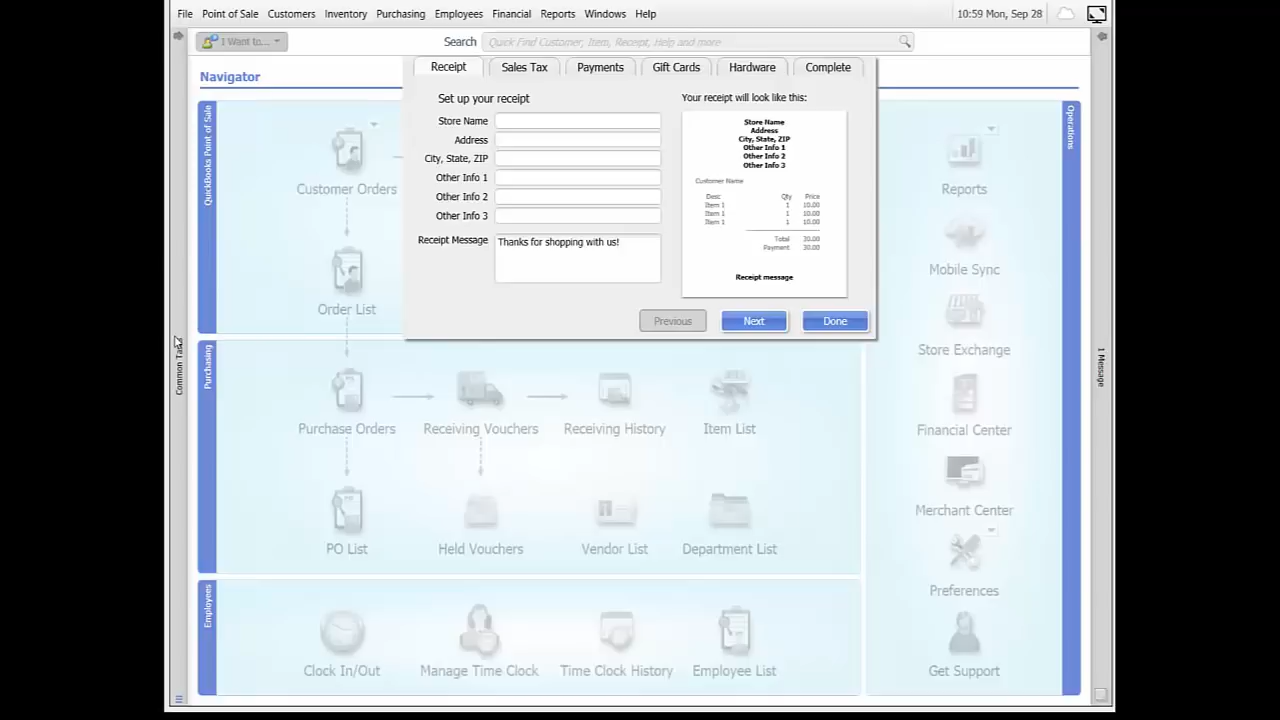 File Point of Sale Customers Inventory Purchasing Employees Financial Reports Windows Help 10:59 Mon, Sep 28
I Want to...
Search Quick Find Customer, Item, Receipt, Help and more
Navigator
Receipt Sales Tax Payments Gift Cards Hardware Complete
Set up your receipt
Store Name
Address
City, State, ZIP
Other Info 1
Other Info 2
Other Info 3
Receipt Message Thanks for shopping with us!
Your receipt will look like this:
Store Name
Address
City, State, ZIP
Other Info 1
Other Info 2
Other Info 3
Customer Name
Desc Qty Price
Item 1 1 10.00
Item 1 1 10.00
Item 1 1 10.00
Total 30.00
Payment 30.00
Receipt message
Previous Next Done
QuickBooks Point of Sale
Customer Orders
Order List
Purchasing
Purchase Orders Receiving Vouchers Receiving History Item List
PO List Held Vouchers Vendor List Department List
Employees
Clock In/Out Manage Time Clock Time Clock History Employee List
Operations
Reports
Mobile Sync
Store Exchange
Financial Center
Merchant Center
Preferences
Get Support
1 Message